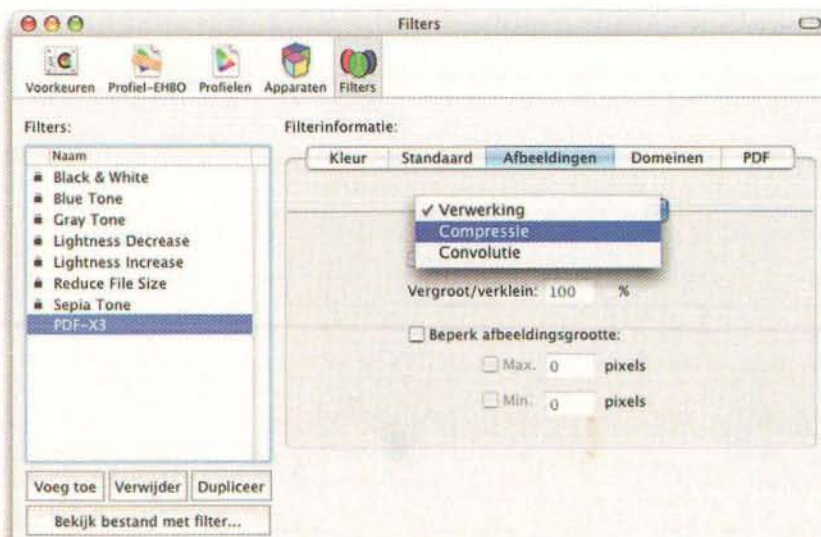 Filters
Voorkeuren Profiel-EHBO Profielen Apparaten Filters
Filters:
Naam
Black & White
Blue Tone
Gray Tone
Lightness Decrease
Lightness Increase
Reduce File Size
Sepia Tone
PDF-X3
Voeg toe Verwijder Dupliceer
Bekijk bestand met filter...
Filterinformatie:
Kleur Standaard Afbeeldingen Domeinen PDF
✓ Verwerking
Compressie
Convolutie
Vergroot/verklein: 100 %
Beperk afbeeldingsgrootte:
Max. 0 pixels
Min. 0 pixels